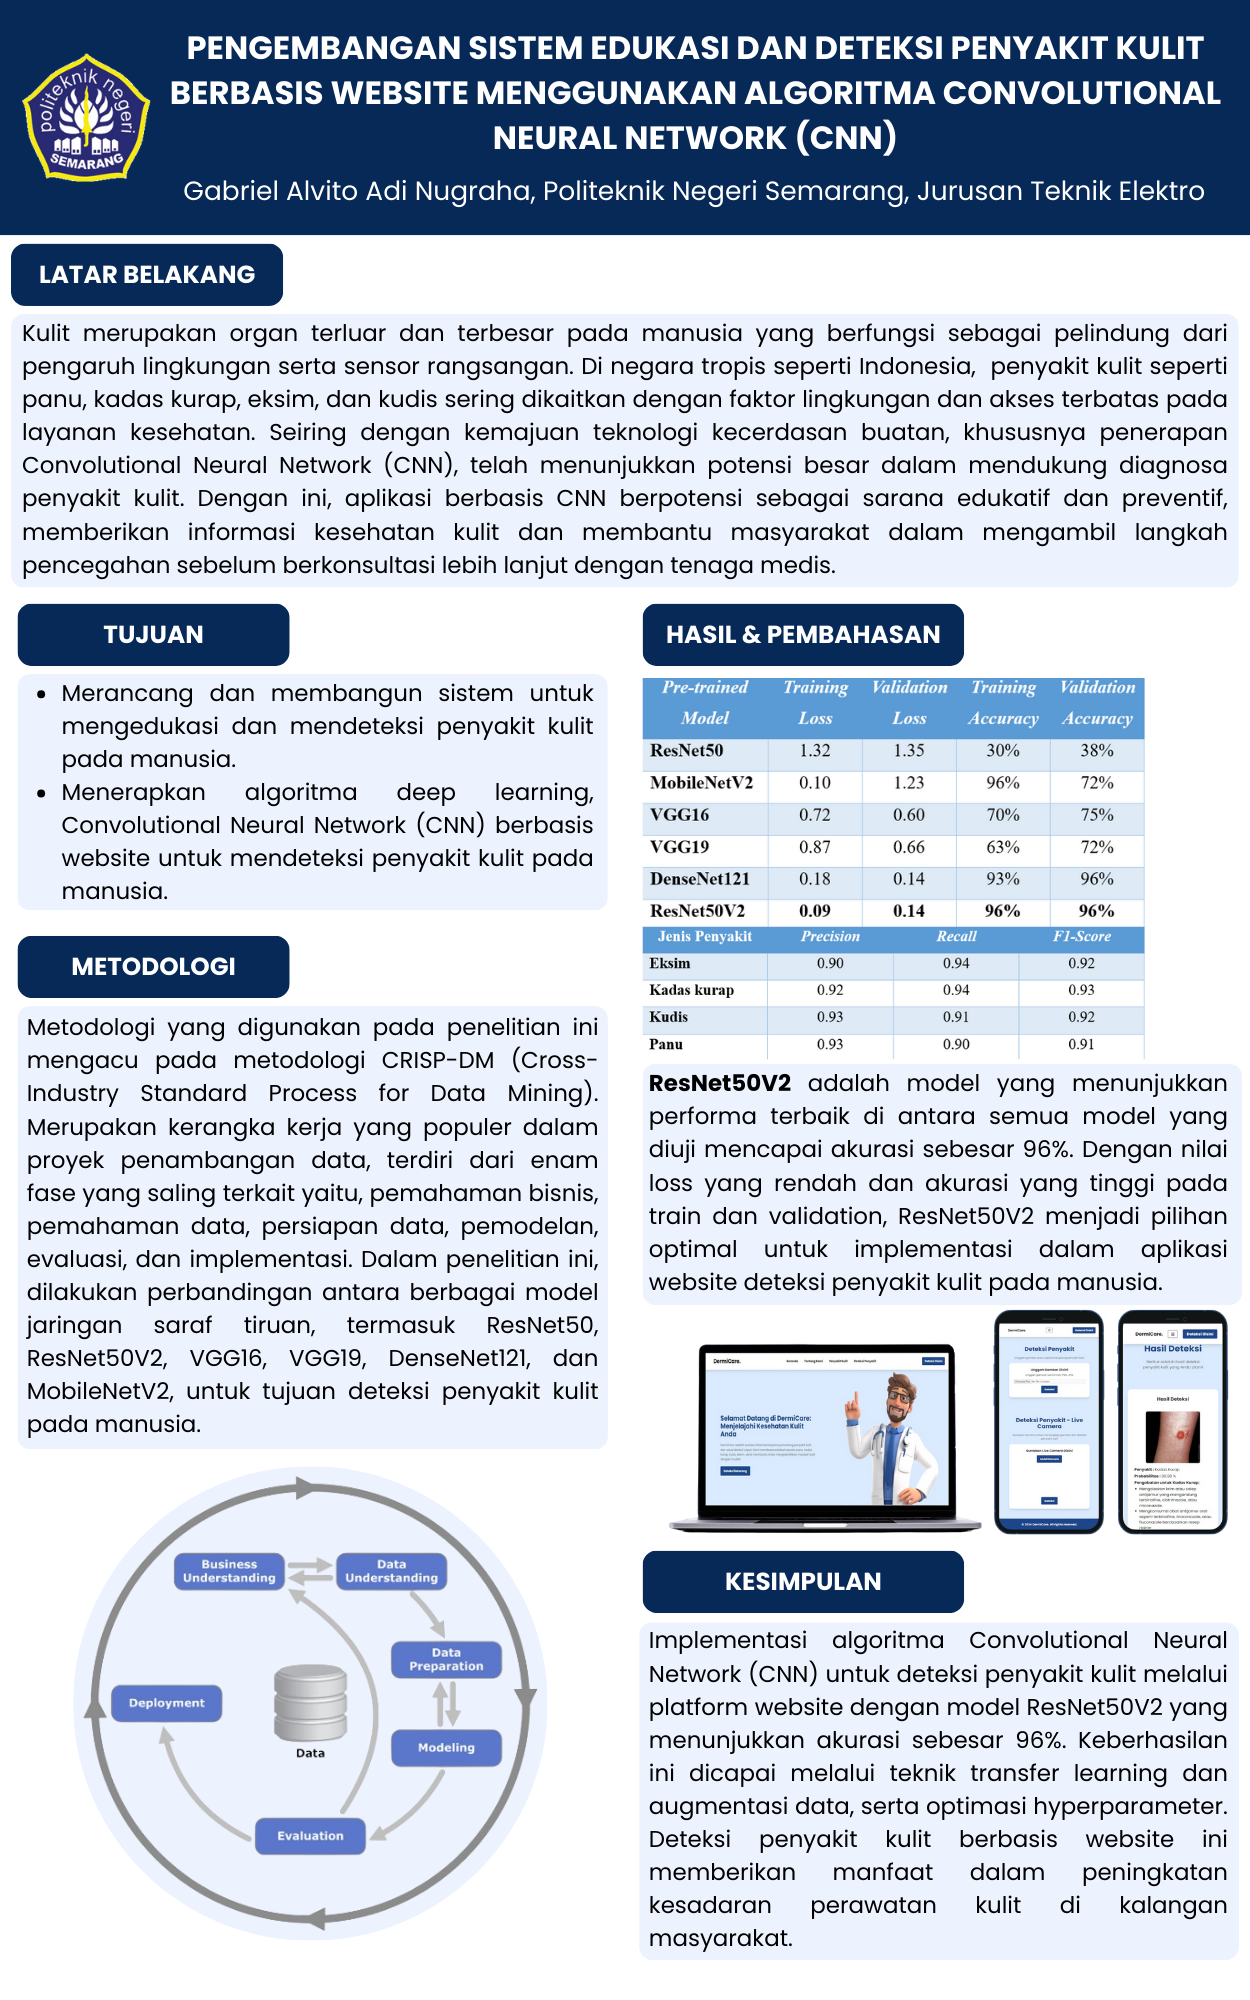 politeknik negeri
SEMARANG
PENGEMBANGAN SISTEM EDUKASI DAN DETEKSI PENYAKIT KULIT
BERBASIS WEBSITE MENGGUNAKAN ALGORITMA CONVOLUTIONAL
NEURAL NETWORK (CNN)
Gabriel Alvito Adi Nugraha, Politeknik Negeri Semarang, Jurusan Teknik Elektro
LATAR BELAKANG
Kulit merupakan organ terluar dan terbesar pada manusia yang berfungsi sebagai pelindung dari
pengaruh lingkungan serta sensor rangsangan. Di negara tropis seperti Indonesia, penyakit kulit seperti
panu, kadas kurap, eksim, dan kudis sering dikaitkan dengan faktor lingkungan dan akses terbatas pada
layanan kesehatan. Seiring dengan kemajuan teknologi kecerdasan buatan, khususnya penerapan
Convolutional Neural Network (CNN), telah menunjukkan potensi besar dalam mendukung diagnosa
penyakit kulit. Dengan ini, aplikasi berbasis CNN berpotensi sebagai sarana edukatif dan preventif,
memberikan informasi kesehatan kulit dan membantu masyarakat dalam mengambil langkah
pencegahan sebelum berkonsultasi lebih lanjut dengan tenaga medis.
TUJUAN
• Merancang dan membangun sistem untuk
mengedukasi dan mendeteksi penyakit kulit
pada manusia.
• Menerapkan algoritma deep learning,
Convolutional Neural Network (CNN) berbasis
website untuk mendeteksi penyakit kulit pada
manusia.
METODOLOGI
Metodologi yang digunakan pada penelitian ini
mengacu pada metodologi CRISP-DM (Cross-
Industry Standard Process for Data Mining).
Merupakan kerangka kerja yang populer dalam
proyek penambangan data, terdiri dari enam
fase yang saling terkait yaitu, pemahaman bisnis,
pemahaman data, persiapan data, pemodelan,
evaluasi, dan implementasi. Dalam penelitian ini,
dilakukan perbandingan antara berbagai model
jaringan saraf tiruan, termasuk ResNet50,
ResNet50V2, VGG16, VGG19, DenseNet121, dan
MobileNetV2, untuk tujuan deteksi penyakit kulit
pada manusia.
Business Understanding
Data Understanding
Data Preparation
Deployment
Data
Modeling
Evaluation
HASIL & PEMBAHASAN
Pre-trained Model Training Loss Validation Loss Training Accuracy Validation Accuracy
ResNet50 1.32 1.35 30% 38%
MobileNetV2 0.10 1.23 96% 72%
VGG16 0.72 0.60 70% 75%
VGG19 0.87 0.66 63% 72%
DenseNet121 0.18 0.14 93% 96%
ResNet50V2 0.09 0.14 96% 96%
Jenis Penyakit Precision Recall F1-Score
Eksim 0.90 0.94 0.92
Kadas kurap 0.92 0.94 0.93
Kudis 0.93 0.91 0.92
Panu 0.93 0.90 0.91
ResNet50V2 adalah model yang menunjukkan
performa terbaik di antara semua model yang
diuji mencapai akurasi sebesar 96%. Dengan nilai
loss yang rendah dan akurasi yang tinggi pada
train dan validation, ResNet50V2 menjadi pilihan
optimal untuk implementasi dalam aplikasi
website deteksi penyakit kulit pada manusia.
DermiCare.
Selamat Datang di DermiCare:
Menjelajahi Kesehatan Kulit
Anda
Deteksi Penyakit
Deteksi Penyakit - Live
Camera
DermiCare.
Deteksi Disini
Hasil Deteksi
Hasil Deteksi
KESIMPULAN
Implementasi algoritma Convolutional Neural
Network (CNN) untuk deteksi penyakit kulit melalui
platform website dengan model ResNet50V2 yang
menunjukkan akurasi sebesar 96%. Keberhasilan
ini dicapai melalui teknik transfer learning dan
augmentasi data, serta optimasi hyperparameter.
Deteksi penyakit kulit berbasis website ini
memberikan manfaat dalam peningkatan
kesadaran perawatan kulit di kalangan
masyarakat.